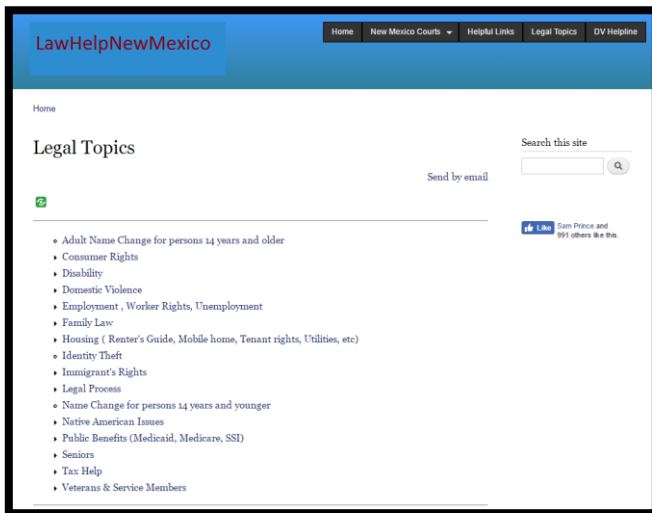 LawHelpNewMexico
Home New Mexico Courts Helpful Links Legal Topics DV Helpline
Home
Legal Topics
Search this site
Send by email
Like Sam Prince and
991 others like this.
Adult Name Change for persons 14 years and older
Consumer Rights
Disability
Domestic Violence
Employment , Worker Rights, Unemployment
Family Law
Housing ( Renter's Guide, Mobile home, Tenant rights, Utilities, etc)
Identity Theft
Immigrant's Rights
Legal Process
Name Change for persons 14 years and younger
Native American Issues
Public Benefits (Medicaid, Medicare, SSI)
Seniors
Tax Help
Veterans & Service Members